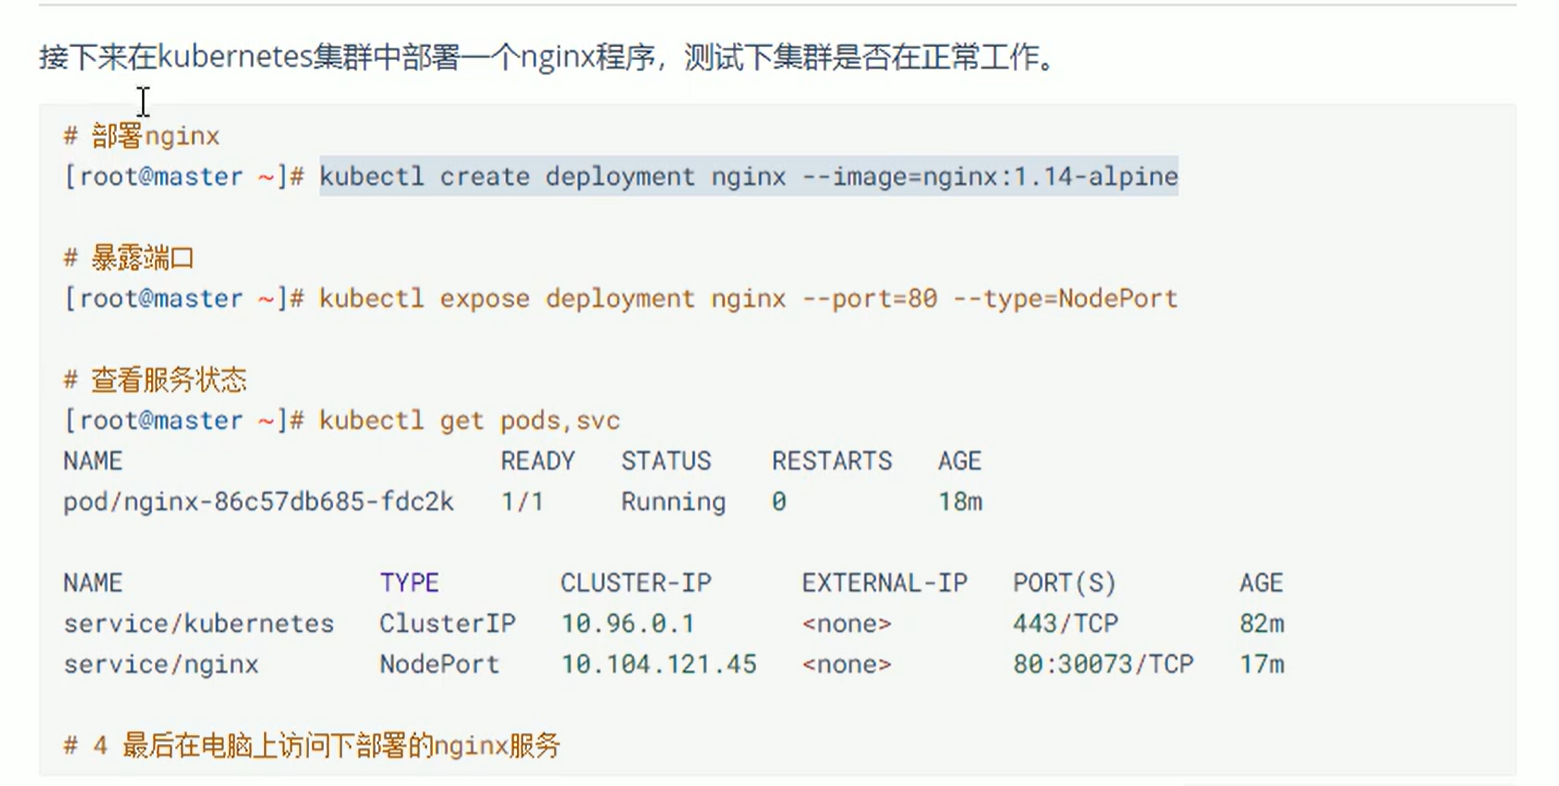 接下来在kubernetes集群中部署一个nginx程序，测试下集群是否在正常工作。
# 部署nginx
[root@master ~]# kubectl create deployment nginx --image=nginx:1.14-alpine
# 暴露端口
[root@master ~]# kubectl expose deployment nginx --port=80 --type=NodePort
# 查看服务状态
[root@master ~]# kubectl get pods,svc
NAME                         READY   STATUS    RESTARTS   AGE
pod/nginx-86c57db685-fdc2k   1/1     Running   0          18m
NAME                 TYPE        CLUSTER-IP      EXTERNAL-IP   PORT(S)        AGE
service/kubernetes   ClusterIP   10.96.0.1       <none>        443/TCP        82m
service/nginx        NodePort    10.104.121.45   <none>        80:30073/TCP   17m
# 4 最后在电脑上访问下部署的nginx服务